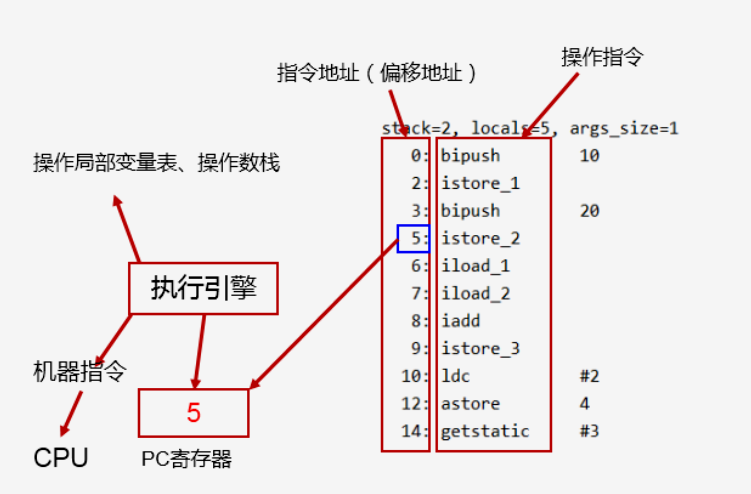 操作指令
指令地址（偏移地址）
stack=2, locals=5, args_size=1
0: bipush 10
2: istore_1
3: bipush 20
5: istore_2
6: iload_1
7: iload_2
8: iadd
9: istore_3
10: ldc #2
12: astore 4
14: getstatic #3
操作局部变量表、操作数栈
执行引擎
机器指令
5
CPU
PC寄存器